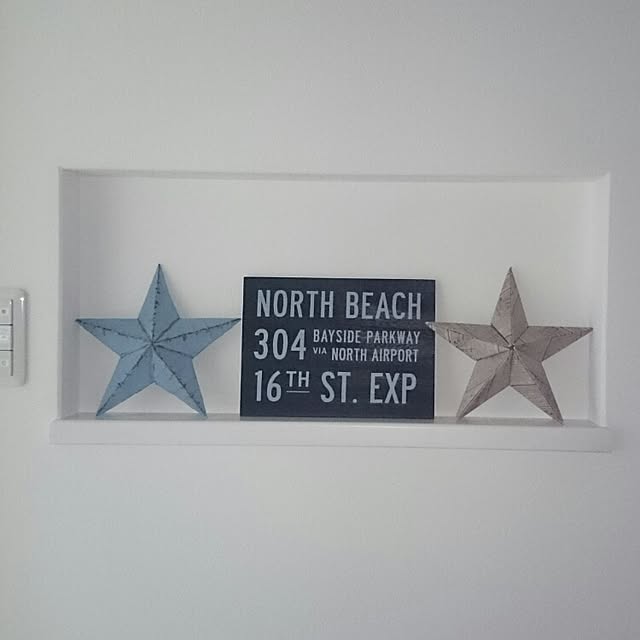 NORTH BEACH
304 BAYSIDE PARKWAY
VIA NORTH AIRPORT
16TH ST. EXP